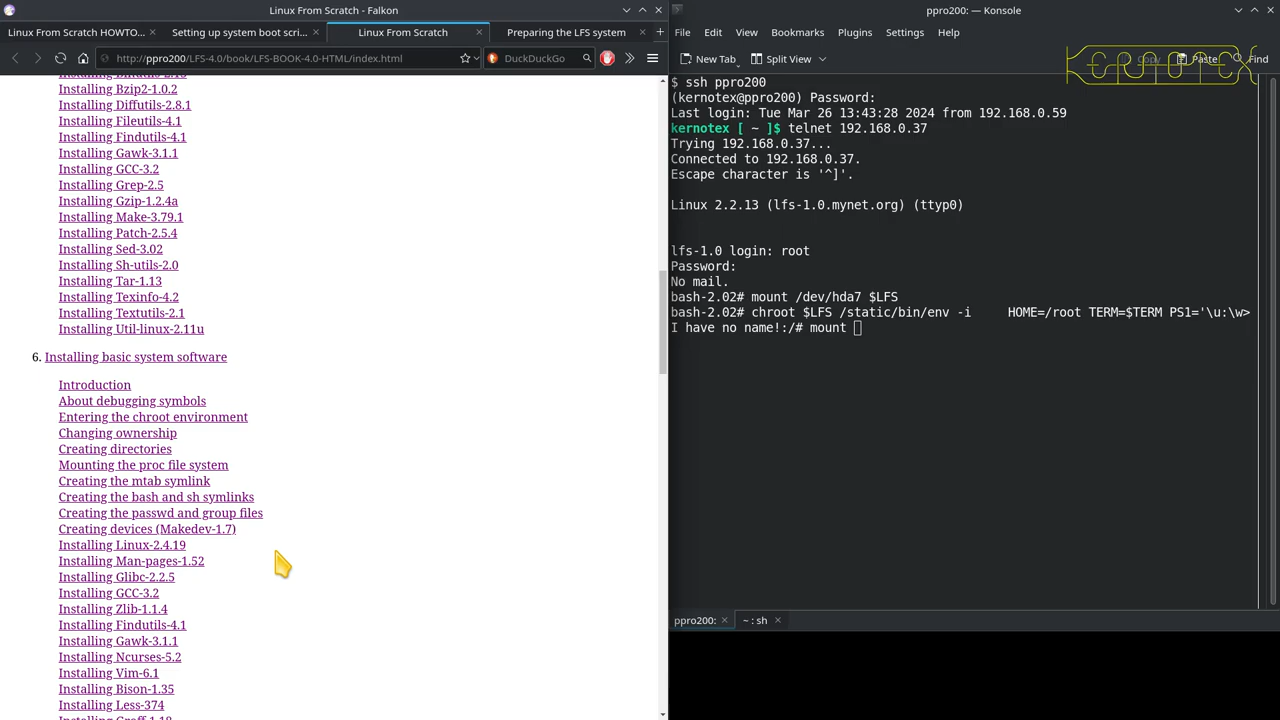 Linux From Scratch - Falkon
Linux From Scratch HOWTO...
Setting up system boot scri...
Linux From Scratch
Preparing the LFS system
http://ppro200/LFS-4.0/book/LFS-BOOK-4.0-HTML/index.html
DuckDuckGo
Installing Binutils-2.13
Installing Bzip2-1.0.2
Installing Diffutils-2.8.1
Installing Fileutils-4.1
Installing Findutils-4.1
Installing Gawk-3.1.1
Installing GCC-3.2
Installing Grep-2.5
Installing Gzip-1.2.4a
Installing Make-3.79.1
Installing Patch-2.5.4
Installing Sed-3.02
Installing Sh-utils-2.0
Installing Tar-1.13
Installing Texinfo-4.2
Installing Textutils-2.1
Installing Util-linux-2.11u
6. Installing basic system software
Introduction
About debugging symbols
Entering the chroot environment
Changing ownership
Creating directories
Mounting the proc file system
Creating the mtab symlink
Creating the bash and sh symlinks
Creating the passwd and group files
Creating devices (Makedev-1.7)
Installing Linux-2.4.19
Installing Man-pages-1.52
Installing Glibc-2.2.5
Installing GCC-3.2
Installing Zlib-1.1.4
Installing Findutils-4.1
Installing Gawk-3.1.1
Installing Ncurses-5.2
Installing Vim-6.1
Installing Bison-1.35
Installing Less-374
Installing Groff-1.18
ppro200: — Konsole
File Edit View Bookmarks Plugins Settings Help
New Tab Split View Copy Paste Find
KERNOTEX
$ ssh ppro200
(kernotex@ppro200) Password:
Last login: Tue Mar 26 13:43:28 2024 from 192.168.0.59
kernotex [ ~ ]$ telnet 192.168.0.37
Trying 192.168.0.37...
Connected to 192.168.0.37.
Escape character is '^]'.
Linux 2.2.13 (lfs-1.0.mynet.org) (ttyp0)
lfs-1.0 login: root
Password:
No mail.
bash-2.02# mount /dev/hda7 $LFS
bash-2.02# chroot $LFS /static/bin/env -i     HOME=/root TERM=$TERM PS1='\u:\w>
I have no name!:/# mount
ppro200:
~ : sh